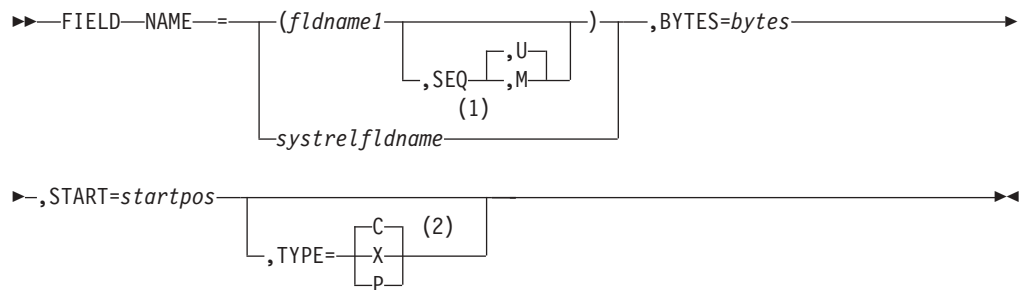 FIELD NAME = (fldname1 ) ,BYTES=bytes
,U
,SEQ ,M
(1)
systrelfldname
,START=startpos
C (2)
,TYPE= X
P